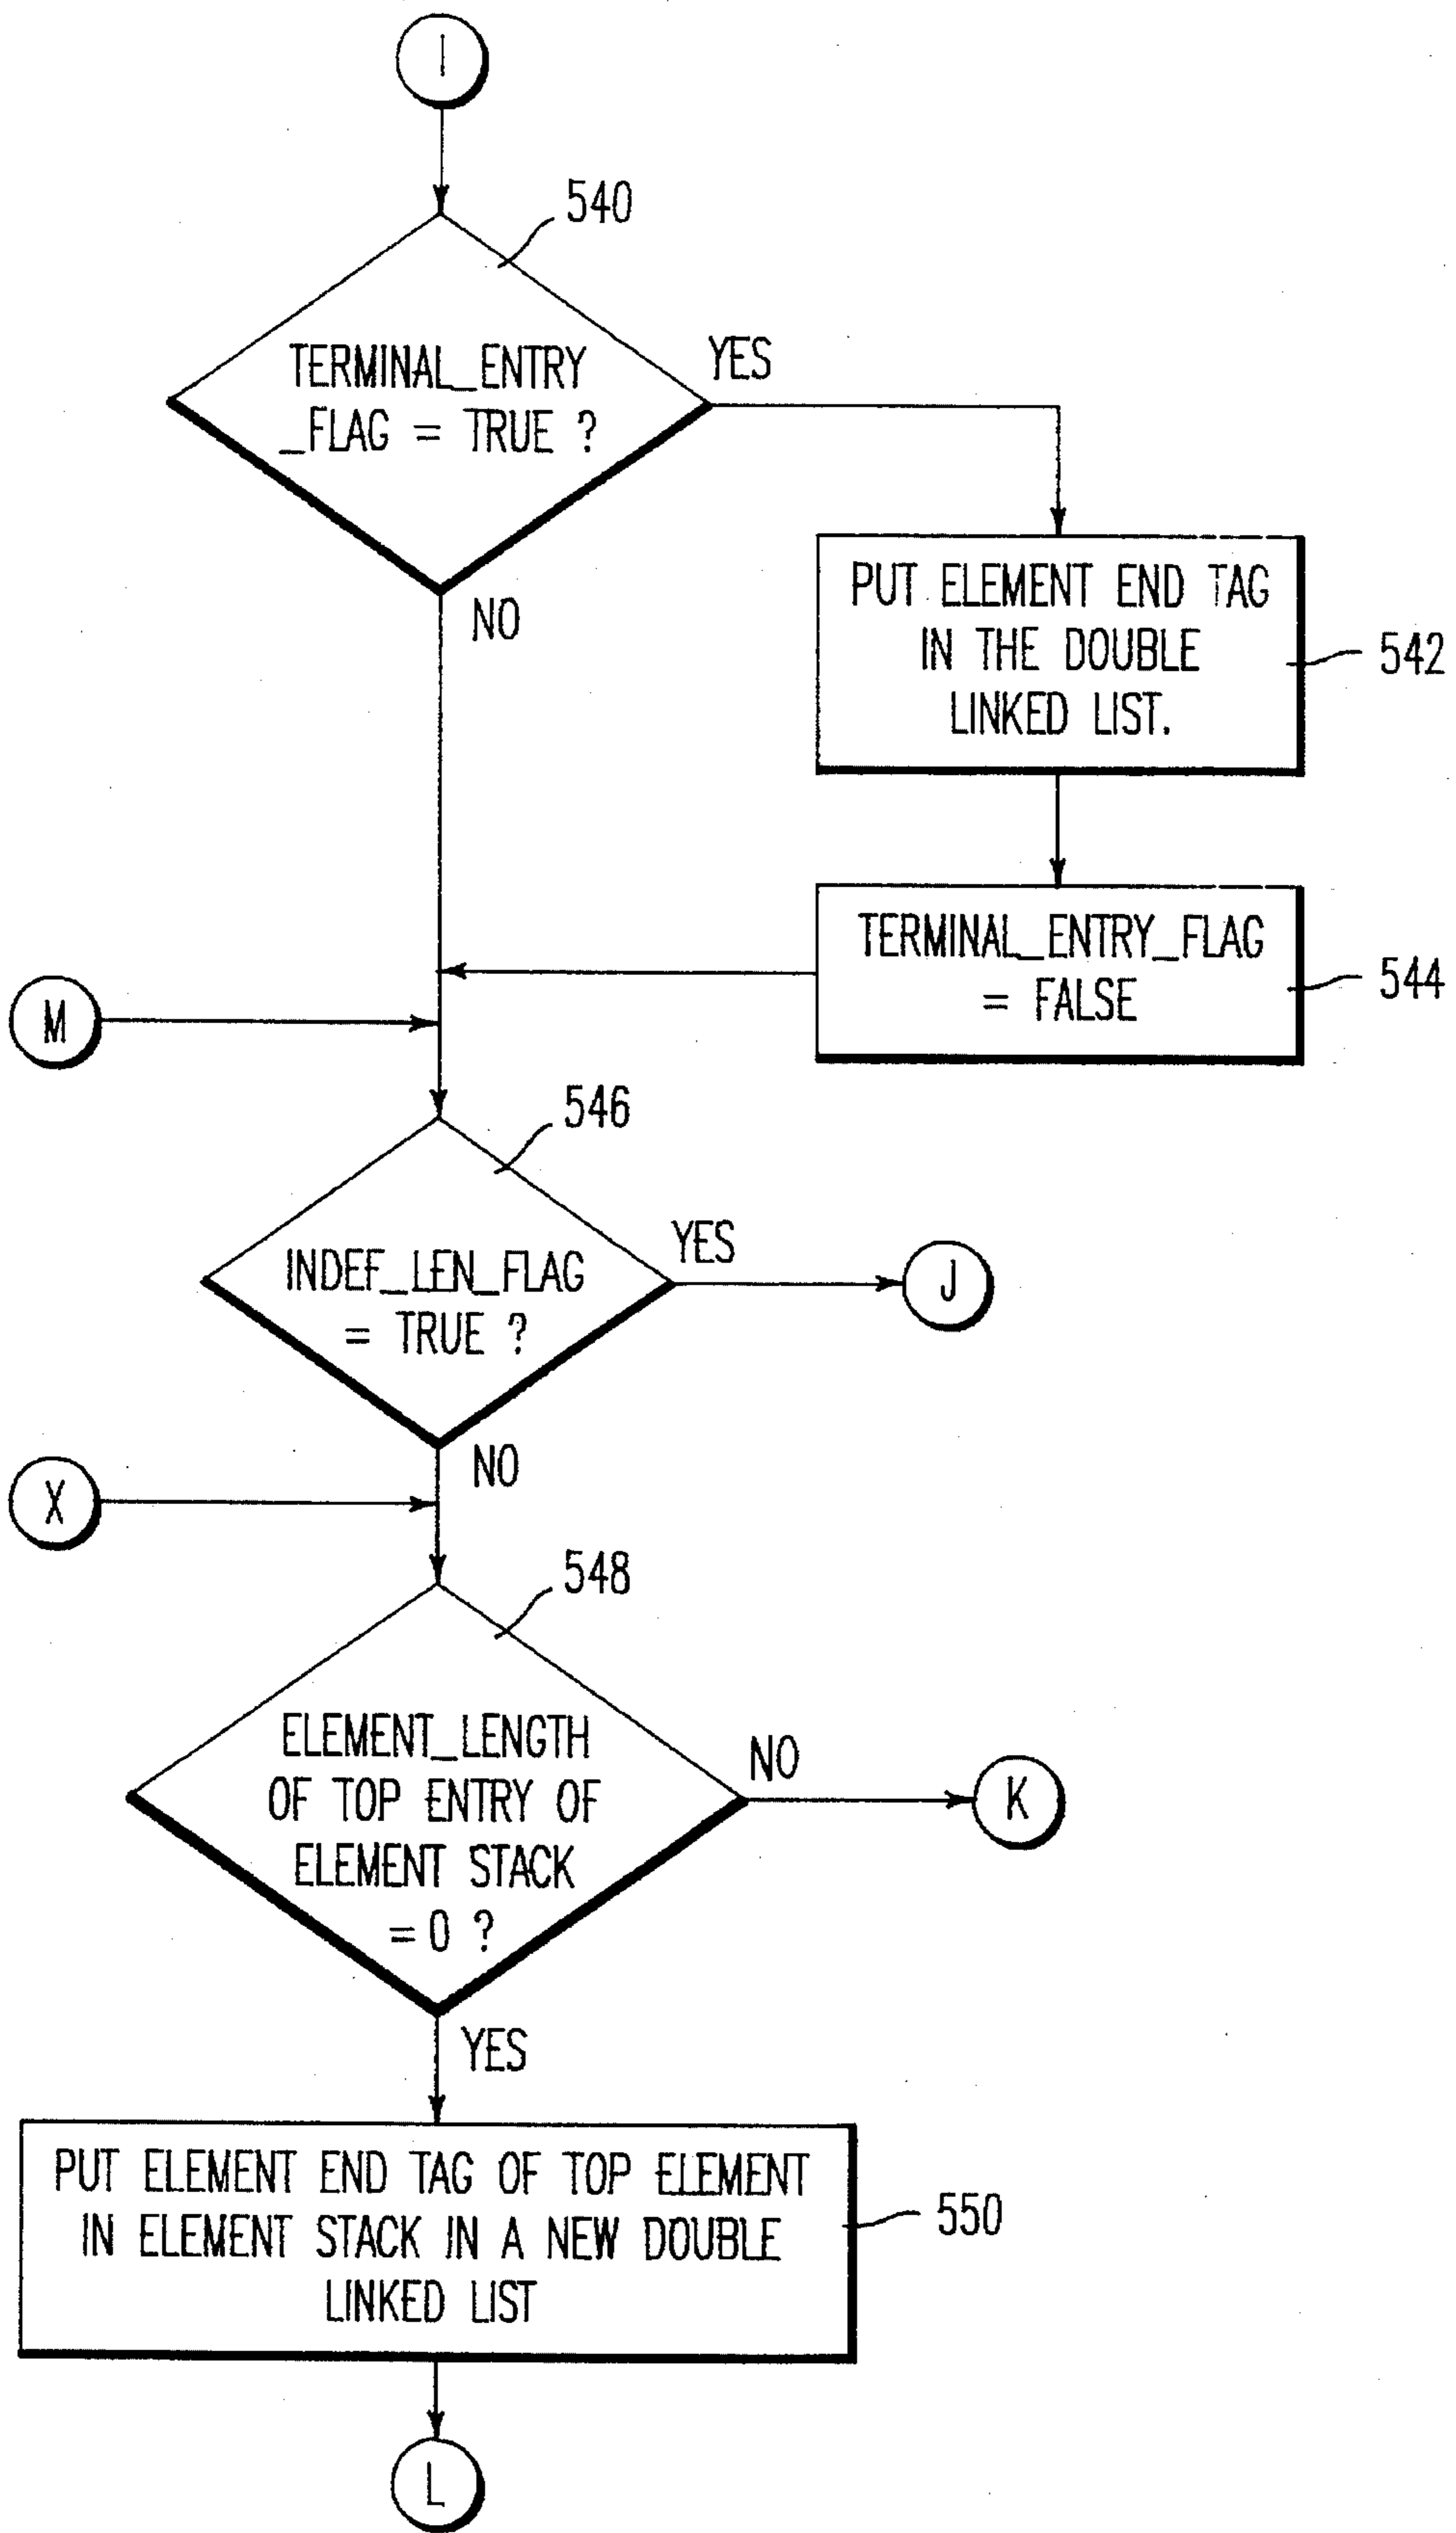 I
540
TERMINAL_ENTRY
_FLAG = TRUE ?
YES
NO
PUT ELEMENT END TAG
IN THE DOUBLE
LINKED LIST.
542
TERMINAL_ENTRY_FLAG
= FALSE
544
M
546
INDEF_LEN_FLAG
= TRUE ?
YES
J
NO
X
548
ELEMENT_LENGTH
OF TOP ENTRY OF
ELEMENT STACK
= 0 ?
NO
K
YES
PUT ELEMENT END TAG OF TOP ELEMENT
IN ELEMENT STACK IN A NEW DOUBLE
LINKED LIST
550
L